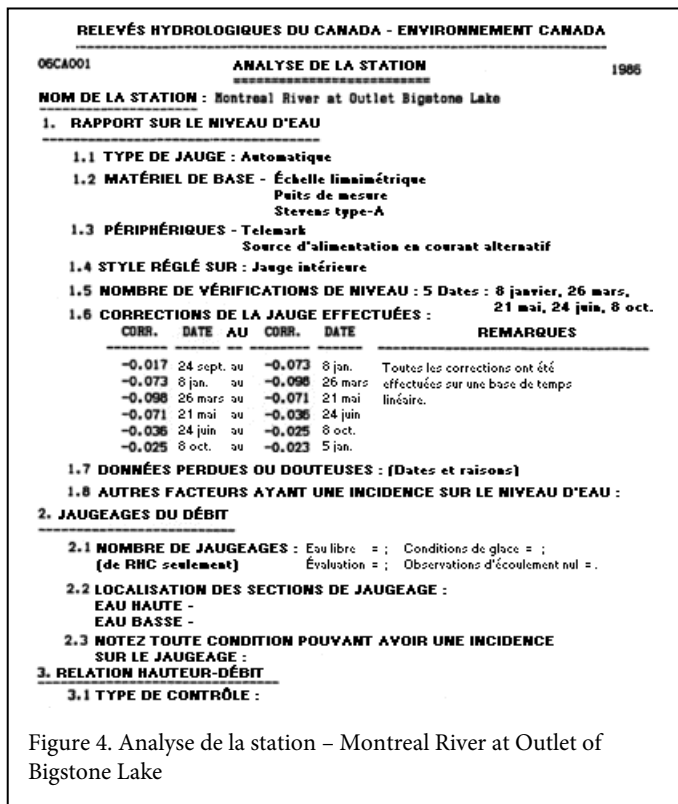 RELEVÉS HYDROLOGIQUES DU CANADA - ENVIRONNEMENT CANADA
06CA001 ANALYSE DE LA STATION 1986
NOM DE LA STATION : Montreal River at Outlet Bigstone Lake
1. RAPPORT SUR LE NIVEAU D'EAU
1.1 TYPE DE JAUGE : Automatique
1.2 MATÉRIEL DE BASE - Échelle limnimétrique
Puits de mesure
Stevens type-A
1.3 PÉRIPHÉRIQUES - Telemark
Source d'alimentation en courant alternatif
1.4 STYLE RÉGLÉ SUR : Jauge intérieure
1.5 NOMBRE DE VÉRIFICATIONS DE NIVEAU : 5 Dates : 8 janvier, 26 mars,
21 mai, 24 juin, 8 oct.
1.6 CORRECTIONS DE LA JAUGE EFFECTUÉES :
CORR. DATE AU CORR. DATE REMARQUES
-0.017 24 sept. au -0.073 8 jan. Toutes les corrections ont été
-0.073 8 jan. au -0.098 26 mars effectuées sur une base de temps
-0.098 26 mars au -0.071 21 mai linéaire.
-0.071 21 mai au -0.036 24 juin
-0.036 24 juin au -0.025 8 oct.
-0.025 8 oct. au -0.023 5 jan.
1.7 DONNÉES PERDUES OU DOUTEUSES : (Dates et raisons)
1.8 AUTRES FACTEURS AYANT UNE INCIDENCE SUR LE NIVEAU D'EAU :
2. JAUGEAGES DU DÉBIT
2.1 NOMBRE DE JAUGEAGES : Eau libre = ; Conditions de glace = ;
(de RHC seulement) Évaluation = ; Observations d'écoulement nul = .
2.2 LOCALISATION DES SECTIONS DE JAUGEAGE :
EAU HAUTE -
EAU BASSE -
2.3 NOTEZ TOUTE CONDITION POUVANT AVOIR UNE INCIDENCE
SUR LE JAUGEAGE :
3. RELATION HAUTEUR-DÉBIT
3.1 TYPE DE CONTRÔLE :
Figure 4. Analyse de la station – Montreal River at Outlet of
Bigstone Lake